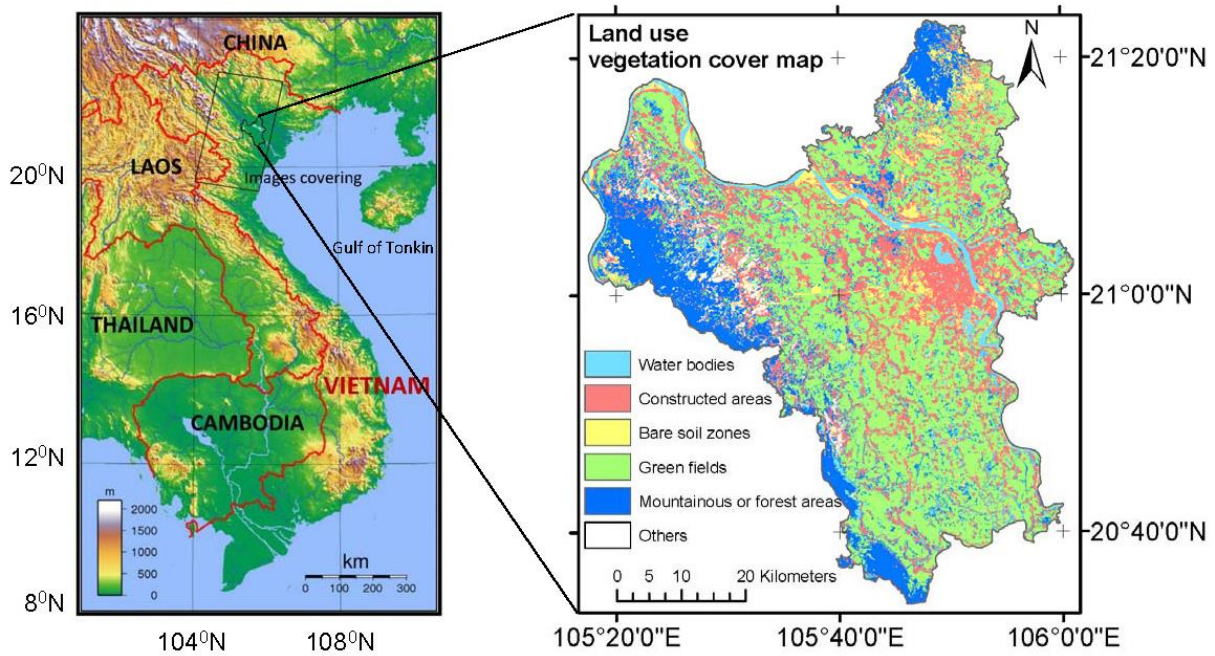 CHINA
LAOS
Images covering
Gulf of Tonkin
THAILAND
VIETNAM
CAMBODIA
m
2000
1500
1000
500
0
km
0 100 200 300
20⁰N
16⁰N
12⁰N
8⁰N
104⁰N 108⁰N
Land use
vegetation cover map
N
Water bodies
Constructed areas
Bare soil zones
Green fields
Mountainous or forest areas
Others
0 5 10 20 Kilometers
21°20'0"N
21°0'0"N
20°40'0"N
105°20'0"E 105°40'0"E 106°0'0"E